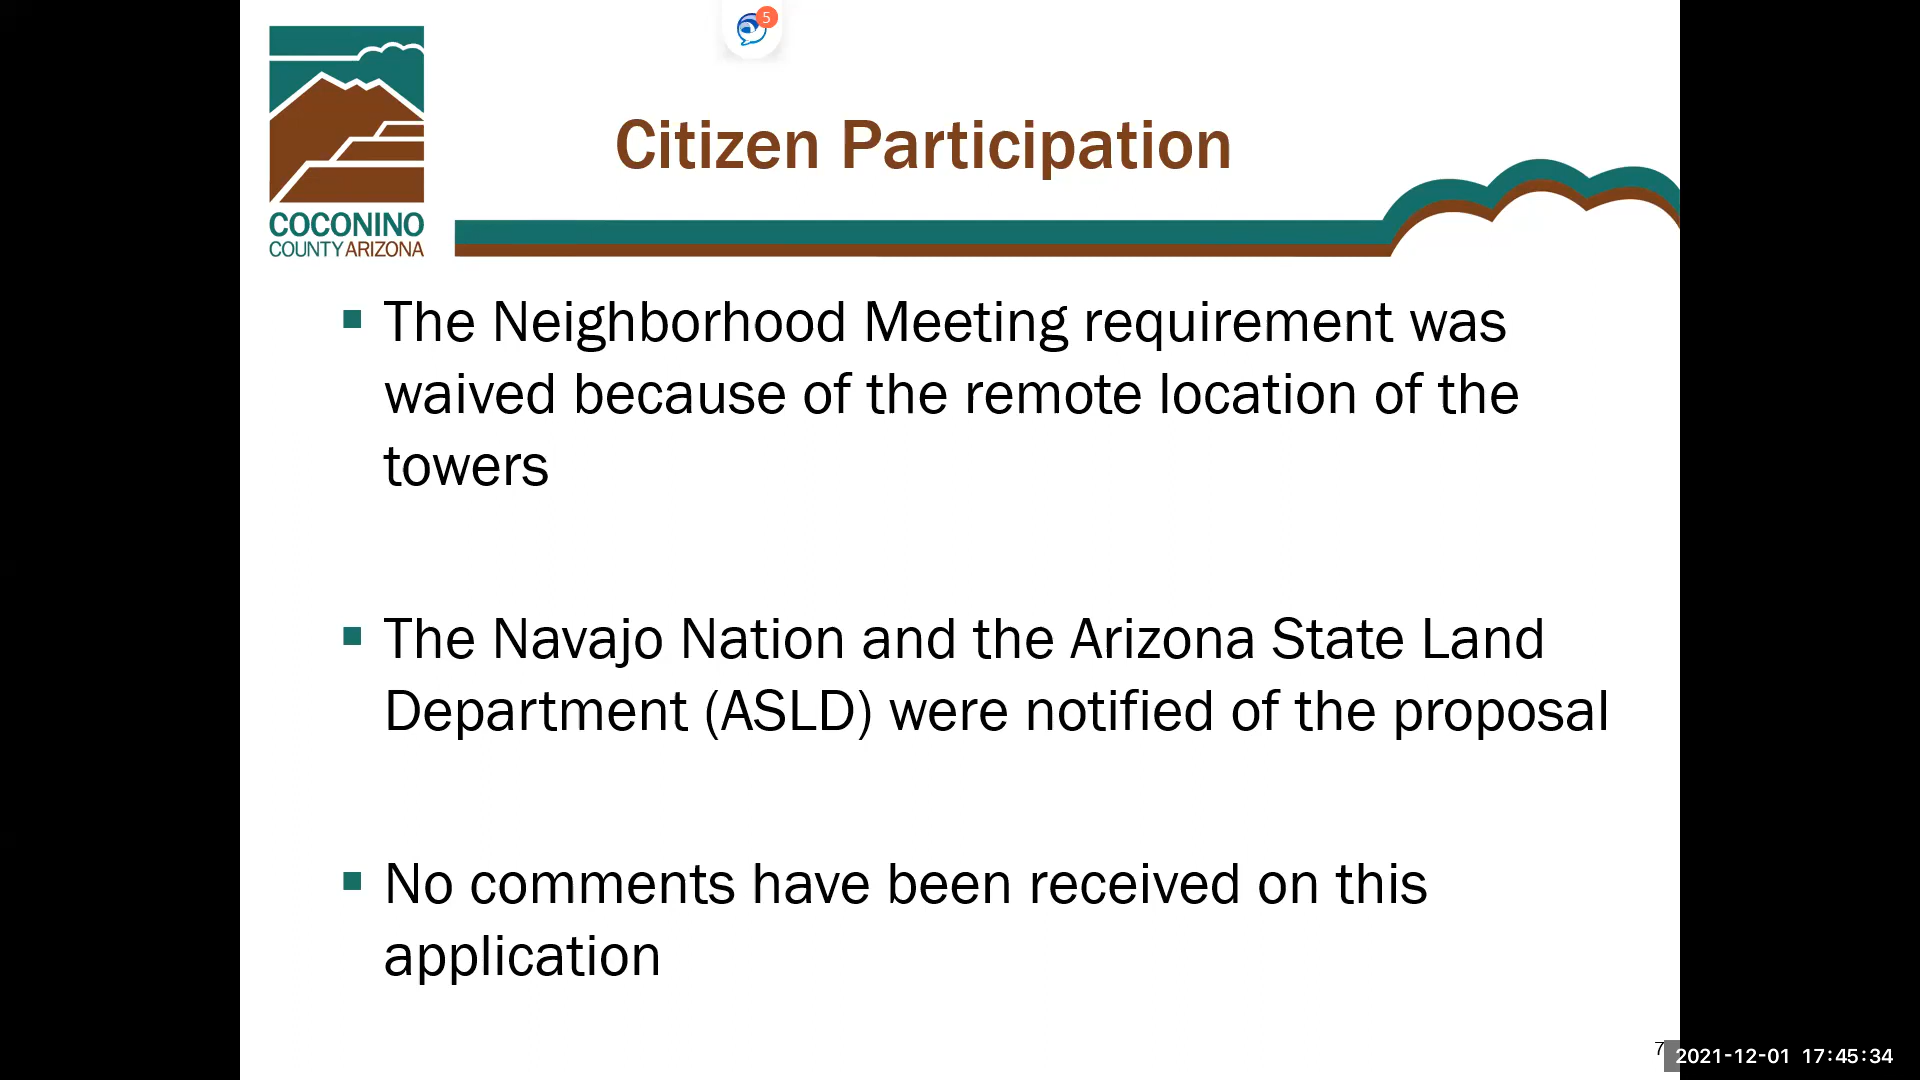 5
Citizen Participation
COCONINO
COUNTY ARIZONA
The Neighborhood Meeting requirement was
waived because of the remote location of the
towers
The Navajo Nation and the Arizona State Land
Department (ASLD) were notified of the proposal
No comments have been received on this
application
7
2021-12-01 17:45:34